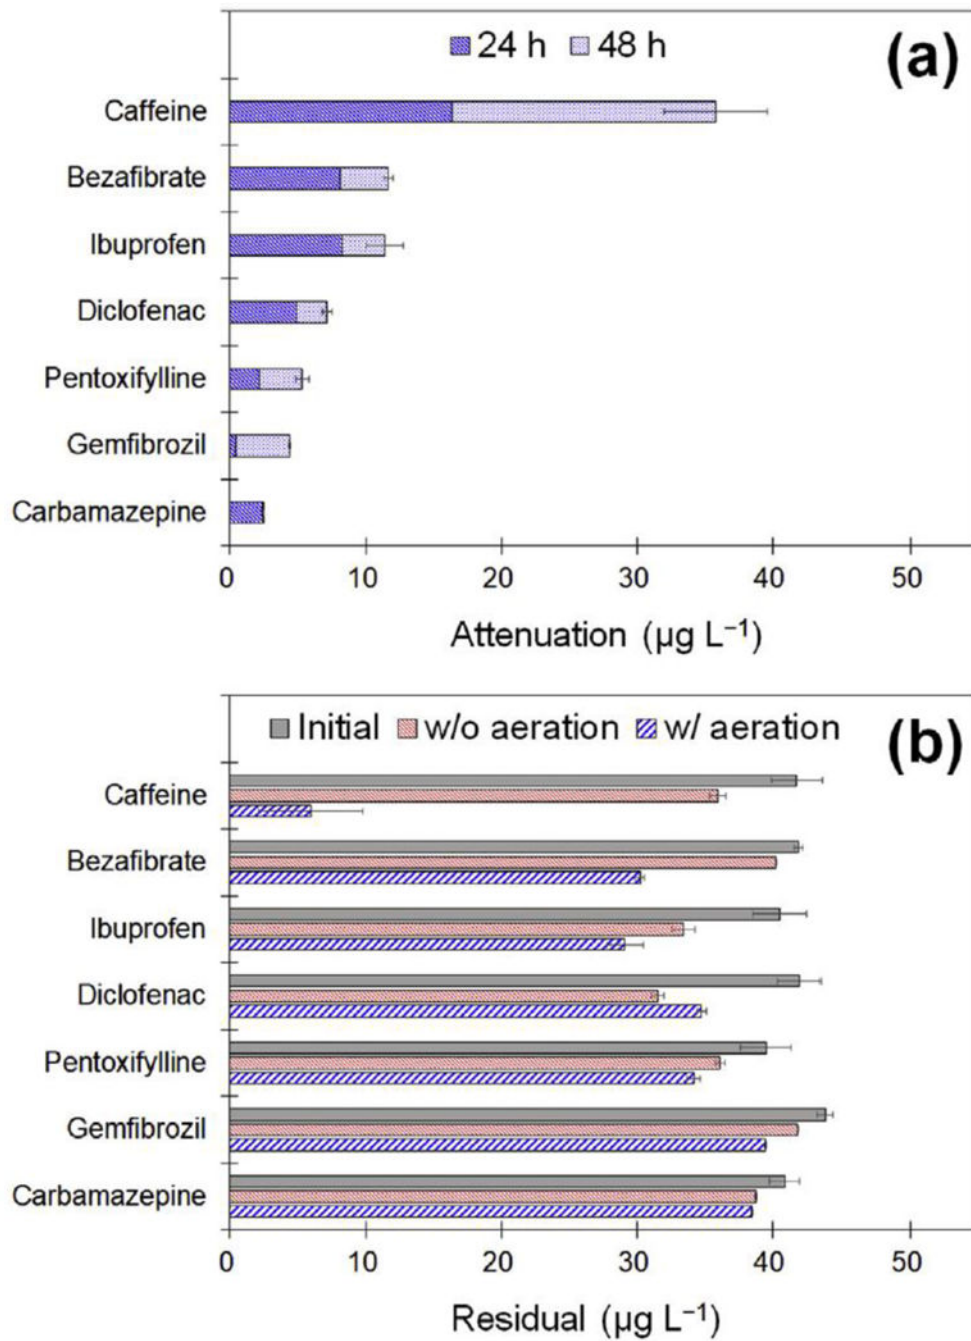 24 h 48 h
(a)
Caffeine
Bezafibrate
Ibuprofen
Diclofenac
Pentoxifylline
Gemfibrozil
Carbamazepine
0 10 20 30 40 50
Attenuation (µg L⁻¹)
Initial w/o aeration w/ aeration
(b)
Caffeine
Bezafibrate
Ibuprofen
Diclofenac
Pentoxifylline
Gemfibrozil
Carbamazepine
0 10 20 30 40 50
Residual (µg L⁻¹)